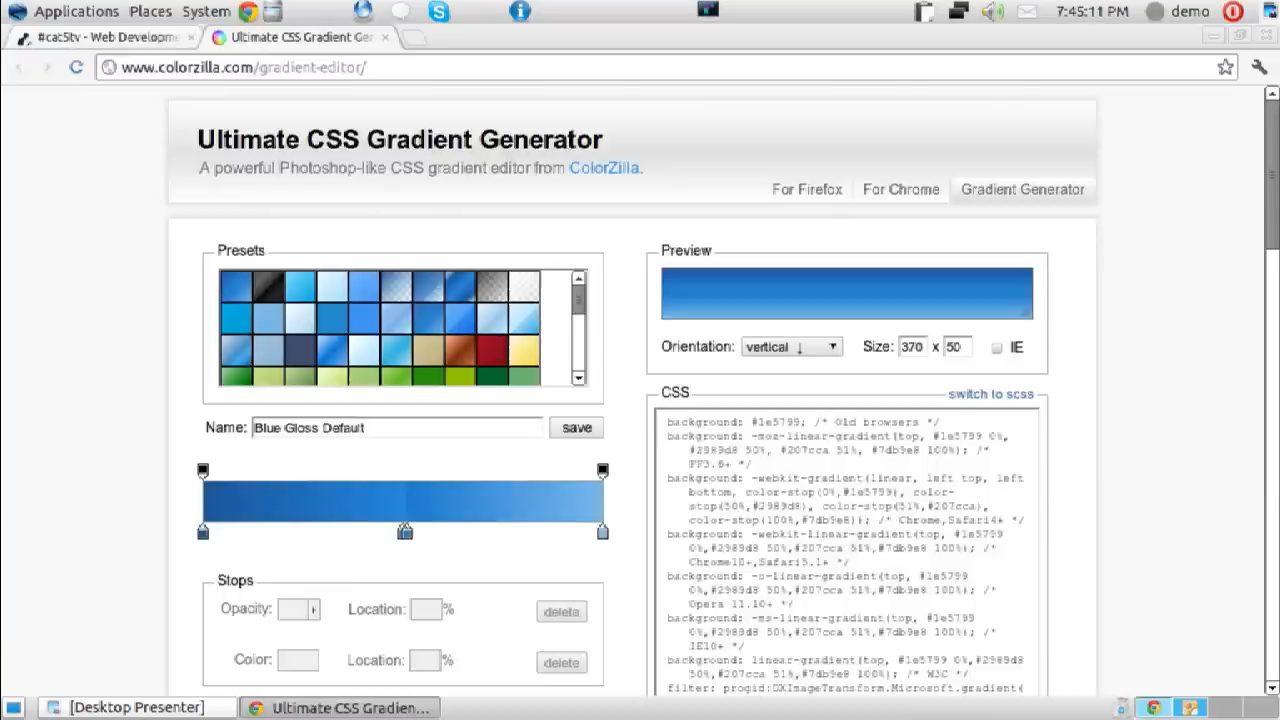 Applications Places System 7:45:11 PM demo
#cat5tv - Web Developm
Ultimate CSS Gradient Ger
www.colorzilla.com/gradient-editor/
Ultimate CSS Gradient Generator
A powerful Photoshop-like CSS gradient editor from ColorZilla.
For Firefox For Chrome Gradient Generator
Presets
Name: Blue Gloss Default save
Stops
Opacity: Location: % delete
Color: Location: % delete
Preview
Orientation: vertical ↓ Size: 370 x 50 IE
CSS switch to scss
background: #1e5799; /* Old browsers */
background: -moz-linear-gradient(top, #1e5799 0%,
#2989d8 50%, #207cca 51%, #7db9e8 100%); /*
FF3.6+ */
background: -webkit-gradient(linear, left top, left
bottom, color-stop(0%,#1e5799), color-
stop(50%,#2989d8), color-stop(51%,#207cca),
color-stop(100%,#7db9e8)); /* Chrome,Safari4+ */
background: -webkit-linear-gradient(top, #1e5799
0%,#2989d8 50%,#207cca 51%,#7db9e8 100%); /*
Chrome10+,Safari5.1+ */
background: -o-linear-gradient(top, #1e5799
0%,#2989d8 50%,#207cca 51%,#7db9e8 100%); /*
Opera 11.10+ */
background: -ms-linear-gradient(top, #1e5799
0%,#2989d8 50%,#207cca 51%,#7db9e8 100%); /*
IE10+ */
background: linear-gradient(top, #1e5799 0%,#2989d8
50%,#207cca 51%,#7db9e8 100%); /* W3C */
filter: progid:DXImageTransform.Microsoft.gradient(
[Desktop Presenter] Ultimate CSS Gradien...